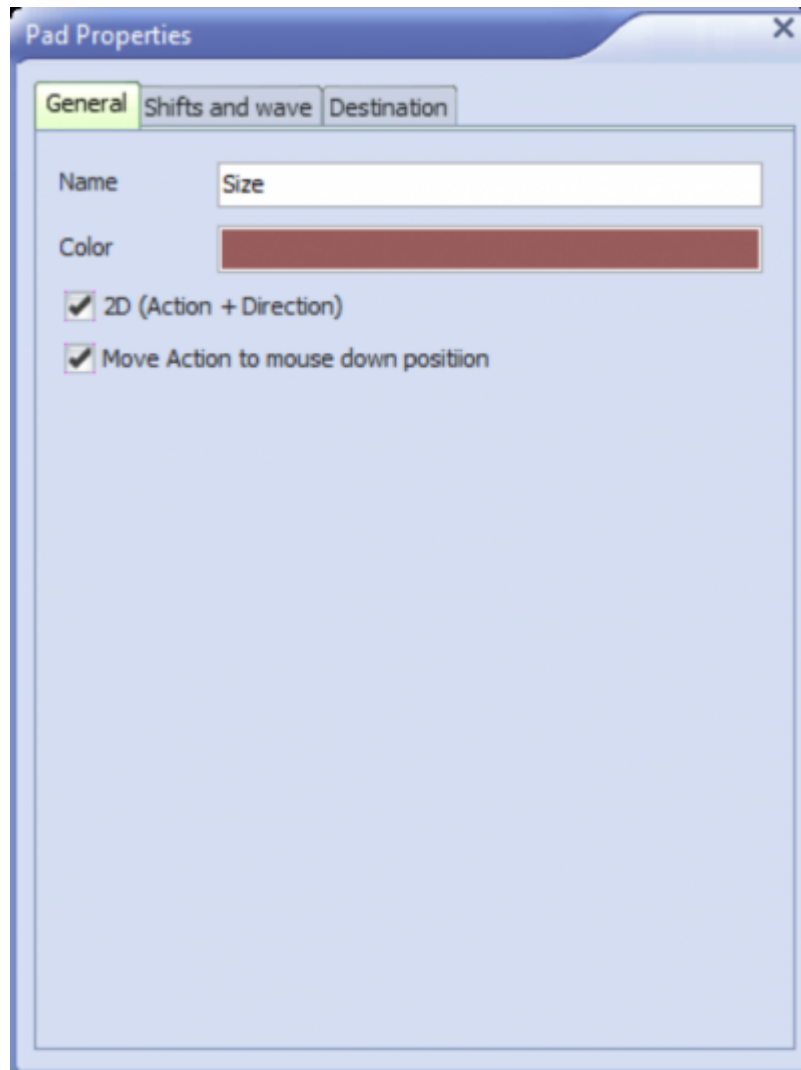 Pad Properties
General Shifts and wave Destination
Name Size
Color
2D (Action + Direction)
Move Action to mouse down positiion